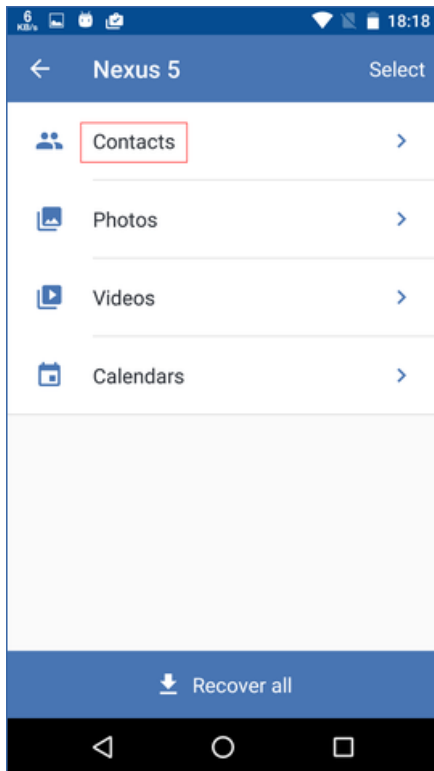 6
KB/s
18:18
Nexus 5
Select
Contacts
Photos
Videos
Calendars
Recover all